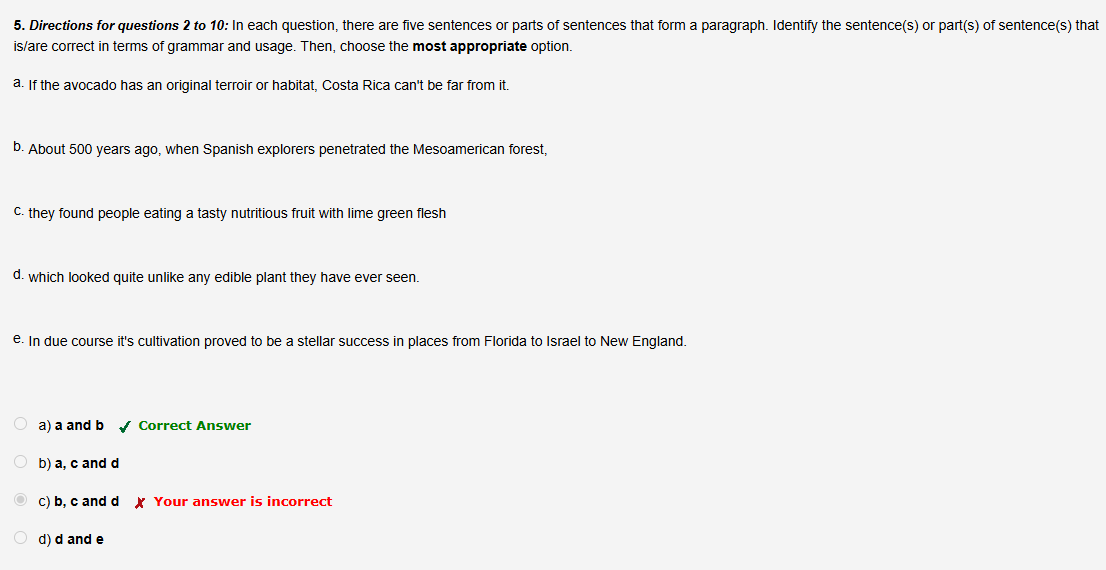 5. Directions for questions 2 to 10: In each question, there are five sentences or parts of sentences that form a paragraph. Identify the sentence(s) or part(s) of sentence(s) that
is/are correct in terms of grammar and usage. Then, choose the most appropriate option.
a. If the avocado has an original terroir or habitat, Costa Rica can't be far from it.
b. About 500 years ago, when Spanish explorers penetrated the Mesoamerican forest,
c. they found people eating a tasty nutritious fruit with lime green flesh
d. which looked quite unlike any edible plant they have ever seen.
e. In due course it's cultivation proved to be a stellar success in places from Florida to Israel to New England.
a) a and b ✓ Correct Answer
b) a, c and d
c) b, c and d ✗ Your answer is incorrect
d) d and e